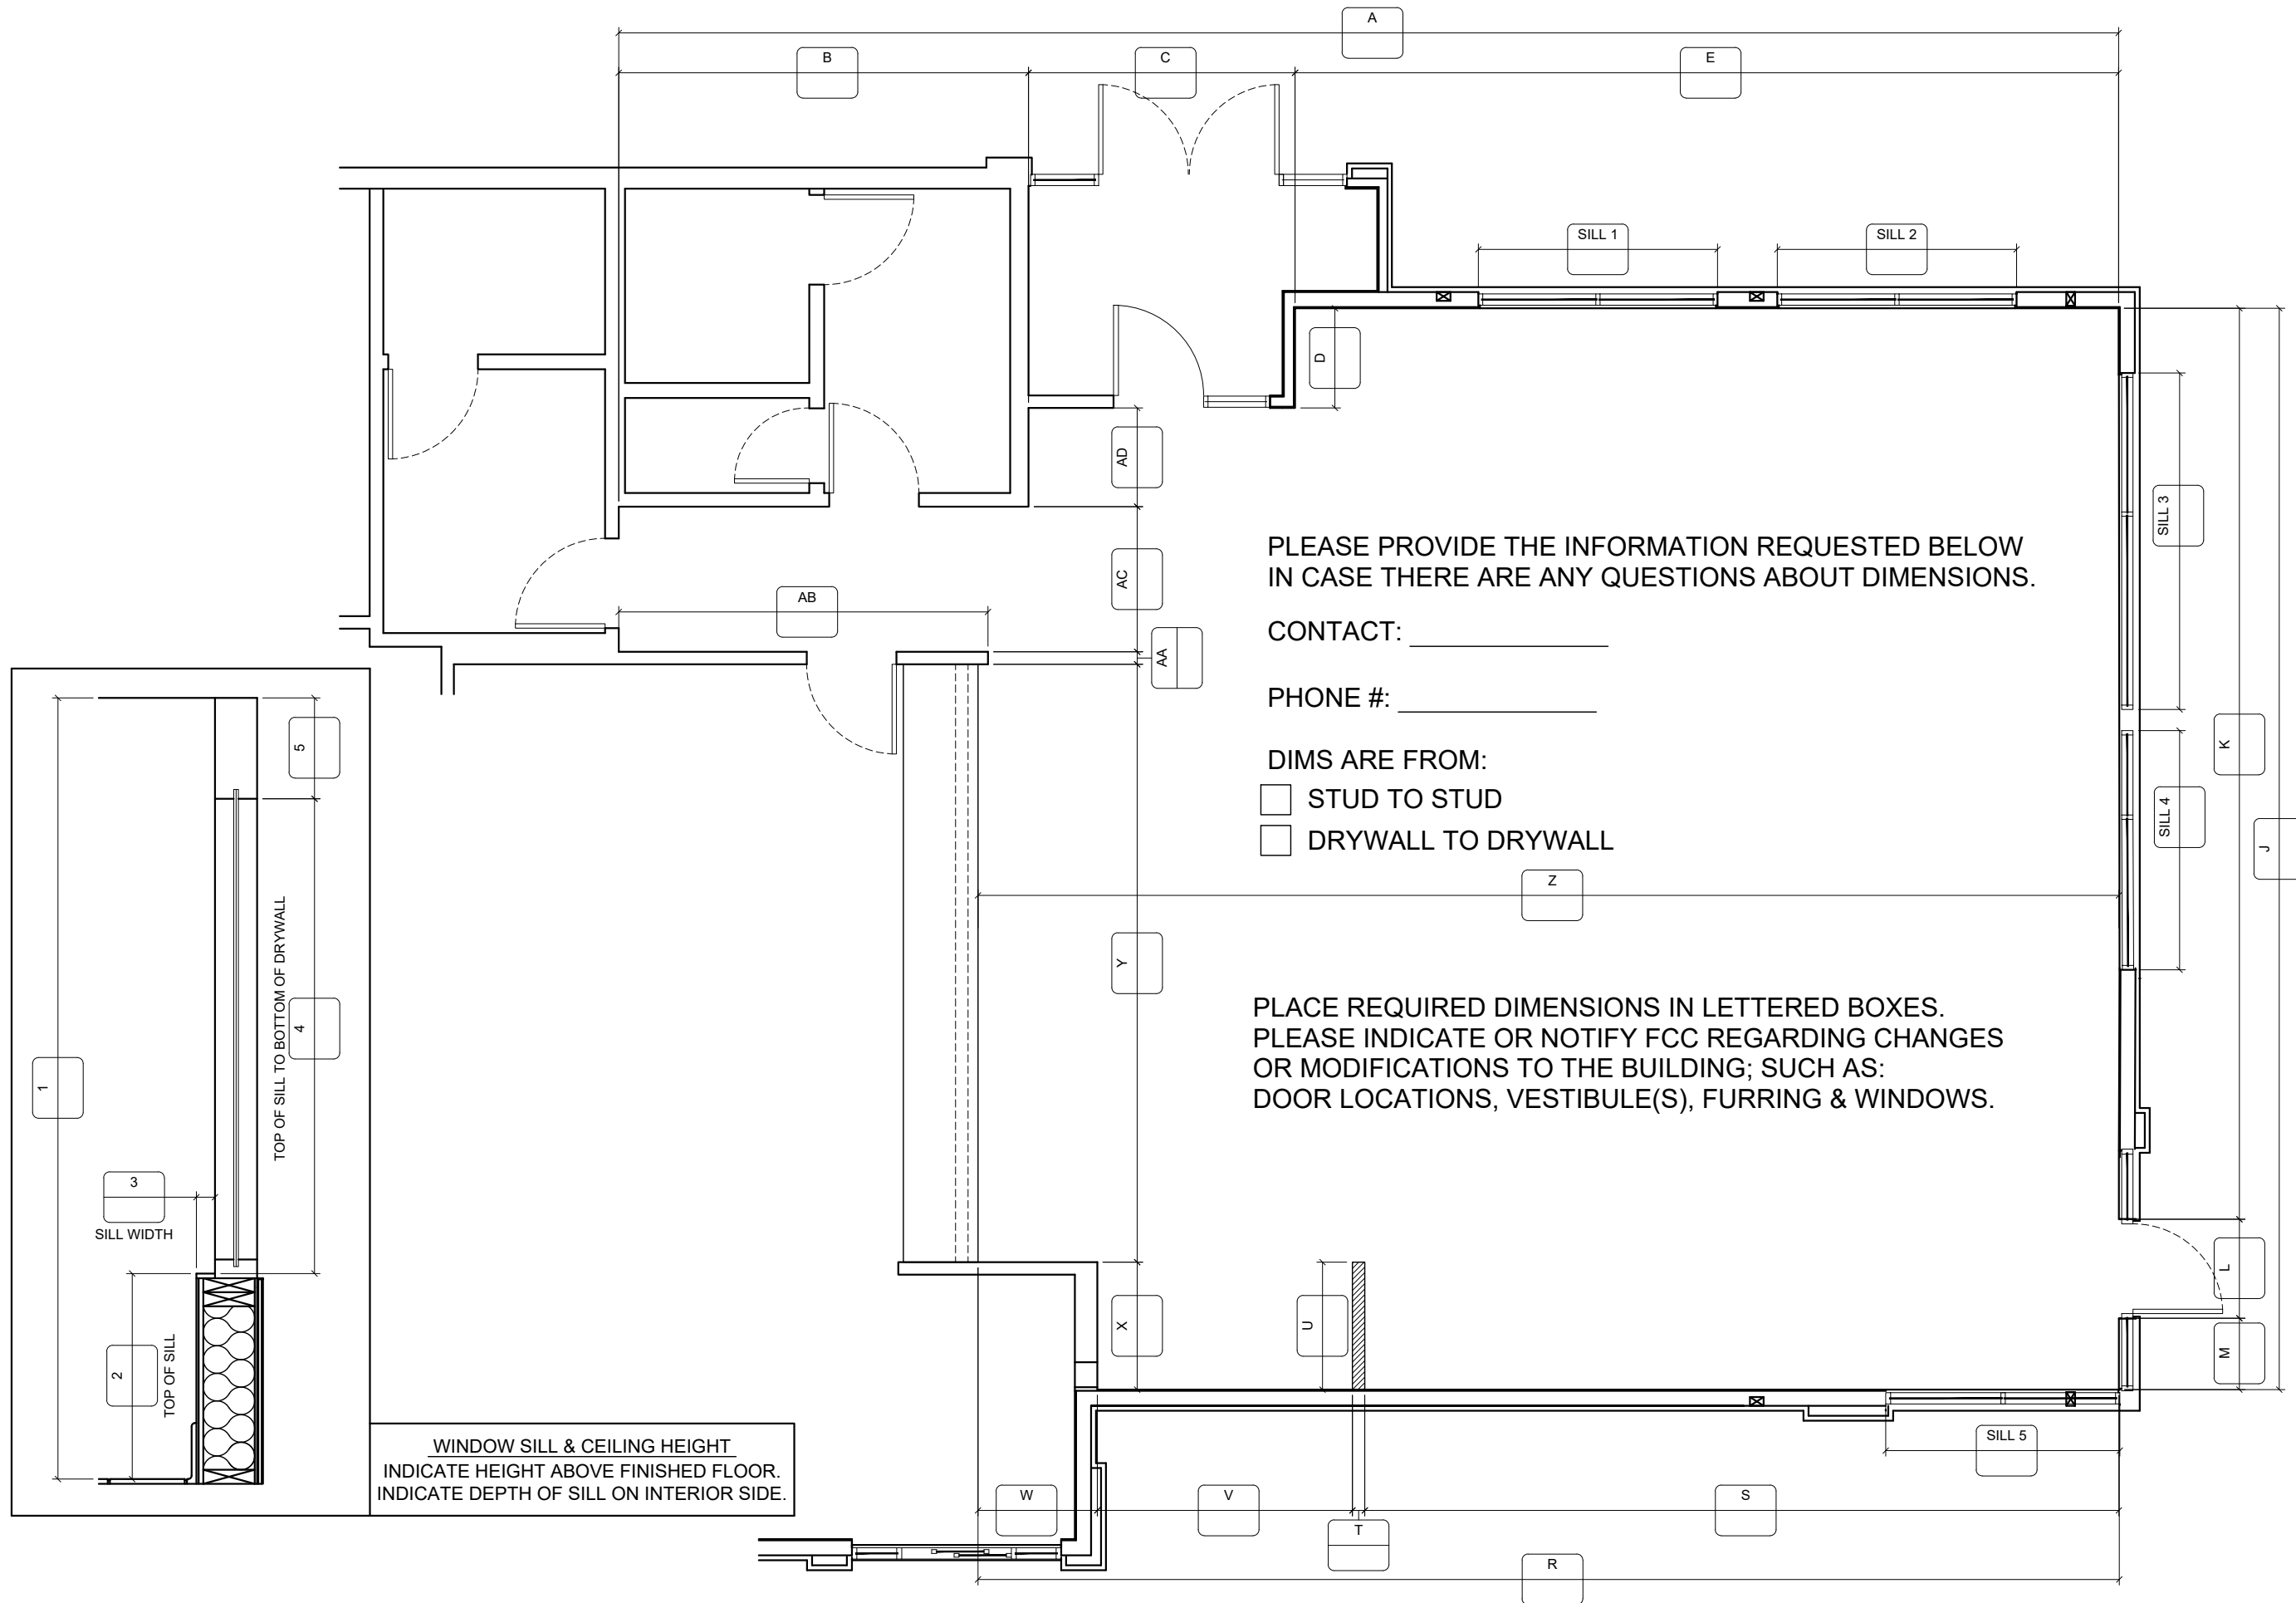 A
B
C
E
SILL 1
SILL 2
D
AD
SILL 3
PLEASE PROVIDE THE INFORMATION REQUESTED BELOW
IN CASE THERE ARE ANY QUESTIONS ABOUT DIMENSIONS.
AC
AB
CONTACT:
AA
PHONE #:
K
5
DIMS ARE FROM:
STUD TO STUD
SILL 4
DRYWALL TO DRYWALL
J
Z
Y
TOP OF SILL TO BOTTOM OF DRYWALL
4
PLACE REQUIRED DIMENSIONS IN LETTERED BOXES.
PLEASE INDICATE OR NOTIFY FCC REGARDING CHANGES
OR MODIFICATIONS TO THE BUILDING; SUCH AS:
DOOR LOCATIONS, VESTIBULE(S), FURRING & WINDOWS.
1
3
SILL WIDTH
L
X
U
M
2
TOP OF SILL
SILL 5
WINDOW SILL & CEILING HEIGHT
INDICATE HEIGHT ABOVE FINISHED FLOOR.
INDICATE DEPTH OF SILL ON INTERIOR SIDE.
W
V
S
T
R